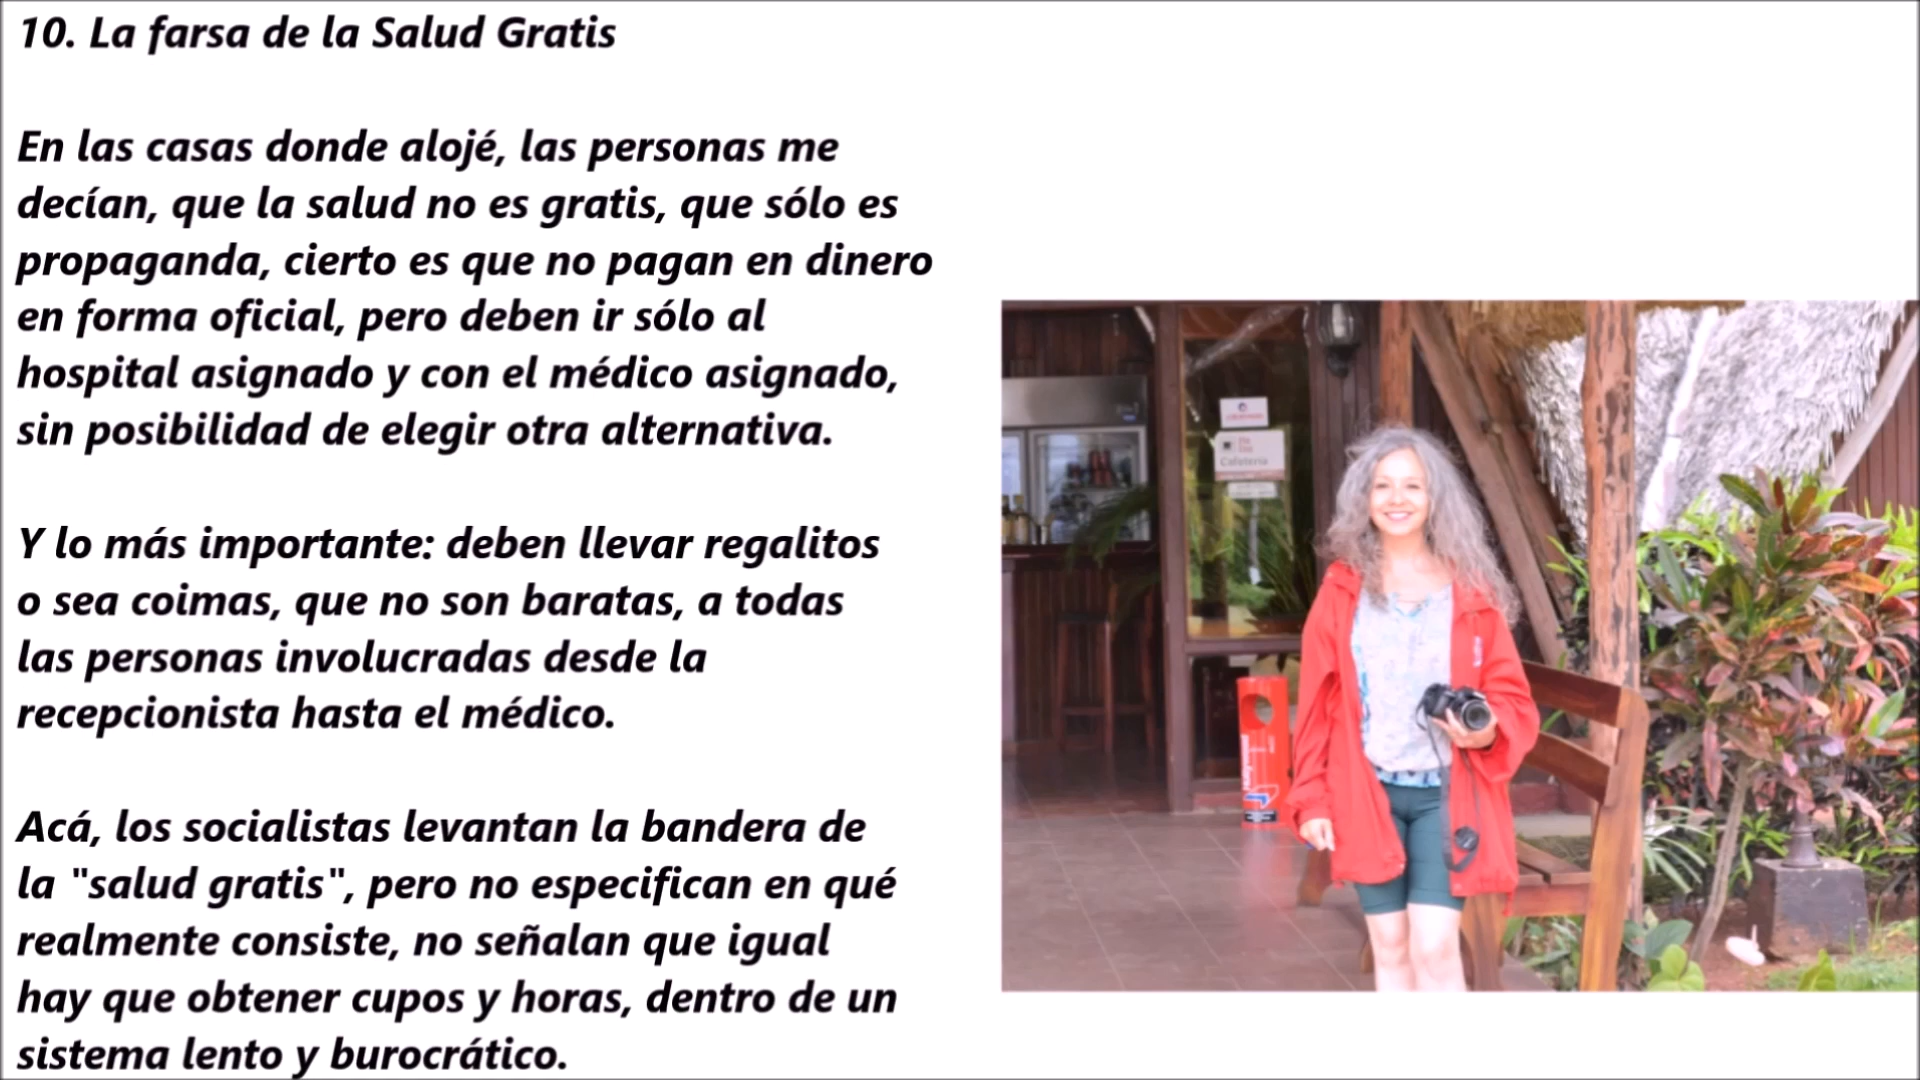 10. La farsa de la Salud Gratis
En las casas donde alojé, las personas me
decían, que la salud no es gratis, que sólo es
propaganda, cierto es que no pagan en dinero
en forma oficial, pero deben ir sólo al
hospital asignado y con el médico asignado,
sin posibilidad de elegir otra alternativa.
Y lo más importante: deben llevar regalitos
o sea coimas, que no son baratas, a todas
las personas involucradas desde la
recepcionista hasta el médico.
Acá, los socialistas levantan la bandera de
la "salud gratis", pero no especifican en qué
realmente consiste, no señalan que igual
hay que obtener cupos y horas, dentro de un
sistema lento y burocrático.
Cafetería